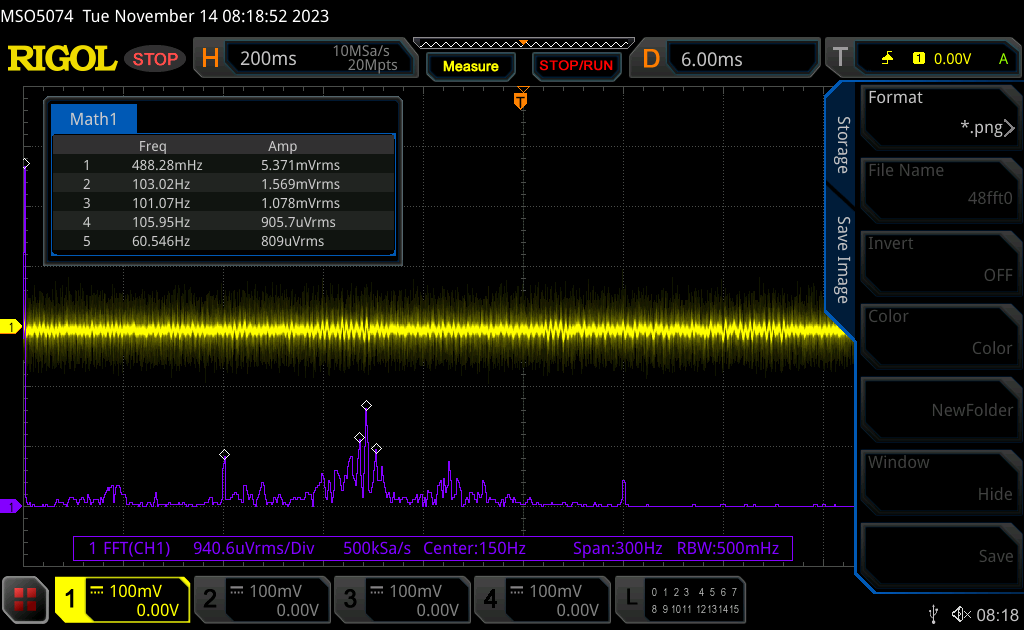 MSO5074 Tue November 14 08:18:52 2023
RIGOL STOP H 200ms 10MSa/s 20Mpts Measure STOP/RUN D 6.00ms T 1 0.00V A
T
Math1
Freq Amp
1 488.28mHz 5.371mVrms
2 103.02Hz 1.569mVrms
3 101.07Hz 1.078mVrms
4 105.95Hz 905.7uVrms
5 60.546Hz 809uVrms
1
1
1 FFT(CH1) 940.6uVrms/Div 500kSa/s Center:150Hz Span:300Hz RBW:500mHz
Storage
Save Image
Format
*.png
File Name
48fft0
Invert
OFF
Color
Color
NewFolder
Window
Hide
Save
1 100mV 0.00V
2 100mV 0.00V
3 100mV 0.00V
4 100mV 0.00V
L 0 1 2 3 4 5 6 7
8 9 10 11 12 13 14 15
08:18